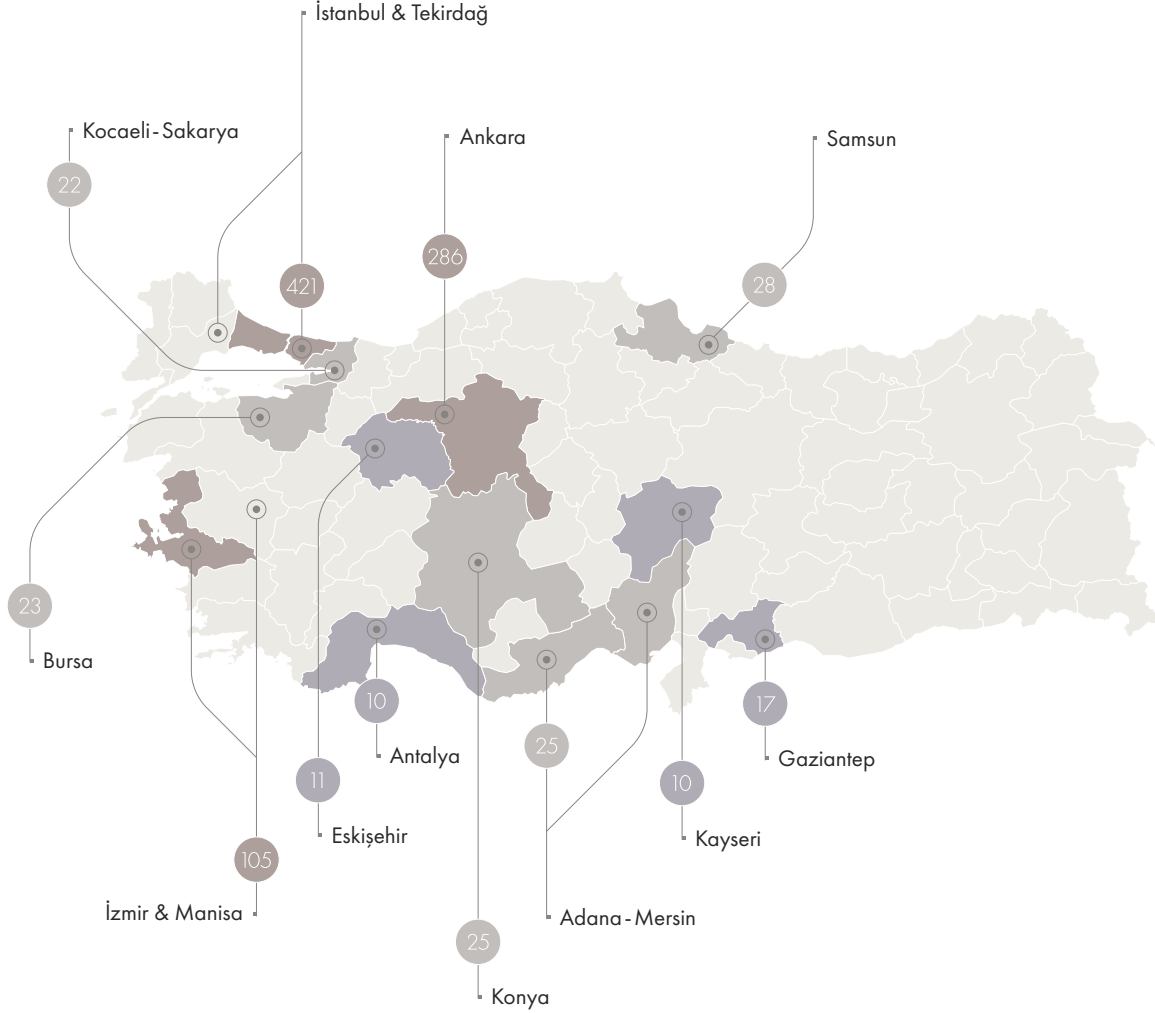 İstanbul & Tekirdağ
Kocaeli-Sakarya
Ankara
Samsun
22
286
421
28
23
Bursa
10
17
Antalya
25
Gaziantep
11
10
Eskişehir
Kayseri
105
İzmir & Manisa
Adana-Mersin
25
Konya